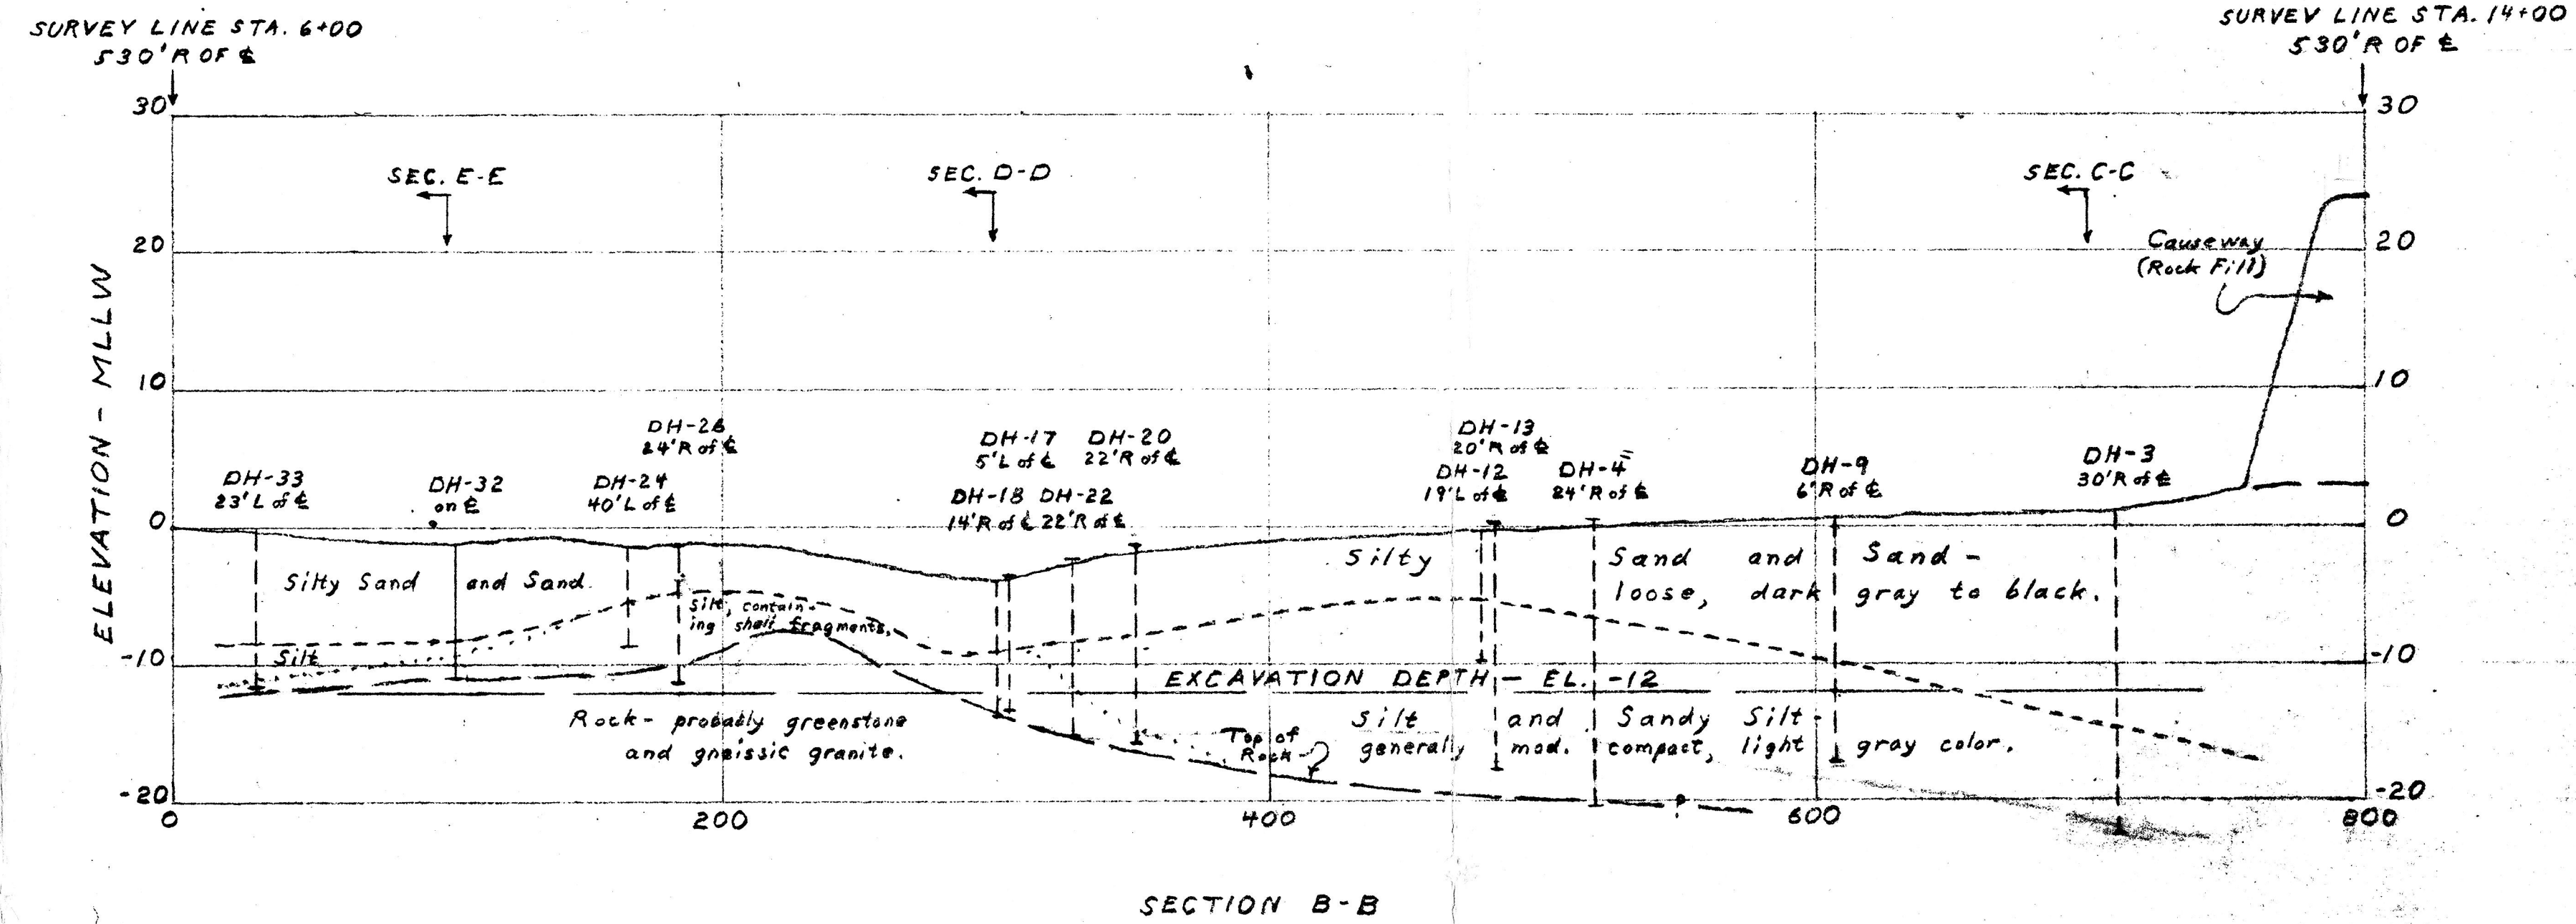 SURVEY LINE STA. 6+00
530'R OF ℄
SURVEY LINE STA. 14+00
530'R OF ℄
30
30
SEC. E-E
SEC. D-D
SEC. C-C
20
20
Causeway
(Rock Fill)
ELEVATION - MLLW
10
10
DH-26
24'R of ℄
DH-17
5'L of ℄
DH-20
22'R of ℄
DH-13
20'R of ℄
DH-33
23'L of ℄
DH-32
on ℄
DH-24
40'L of ℄
DH-18
14'R of ℄
DH-22
22'R of ℄
DH-12
19'L of ℄
DH-4
24'R of ℄
DH-9
6'R of ℄
DH-3
30'R of ℄
0
0
Silty Sand and Sand.
Silt, contain-
ing shell fragments.
Silty Sand and Sand -
loose, dark gray to black.
Silt
-10
-10
EXCAVATION DEPTH - EL. -12
Rock - probably greenstone
and gneissic granite.
Top of
Rock
Silt and Sandy Silt -
generally mod. compact, light gray color.
-20
-20
0
200
400
600
800
SECTION B-B